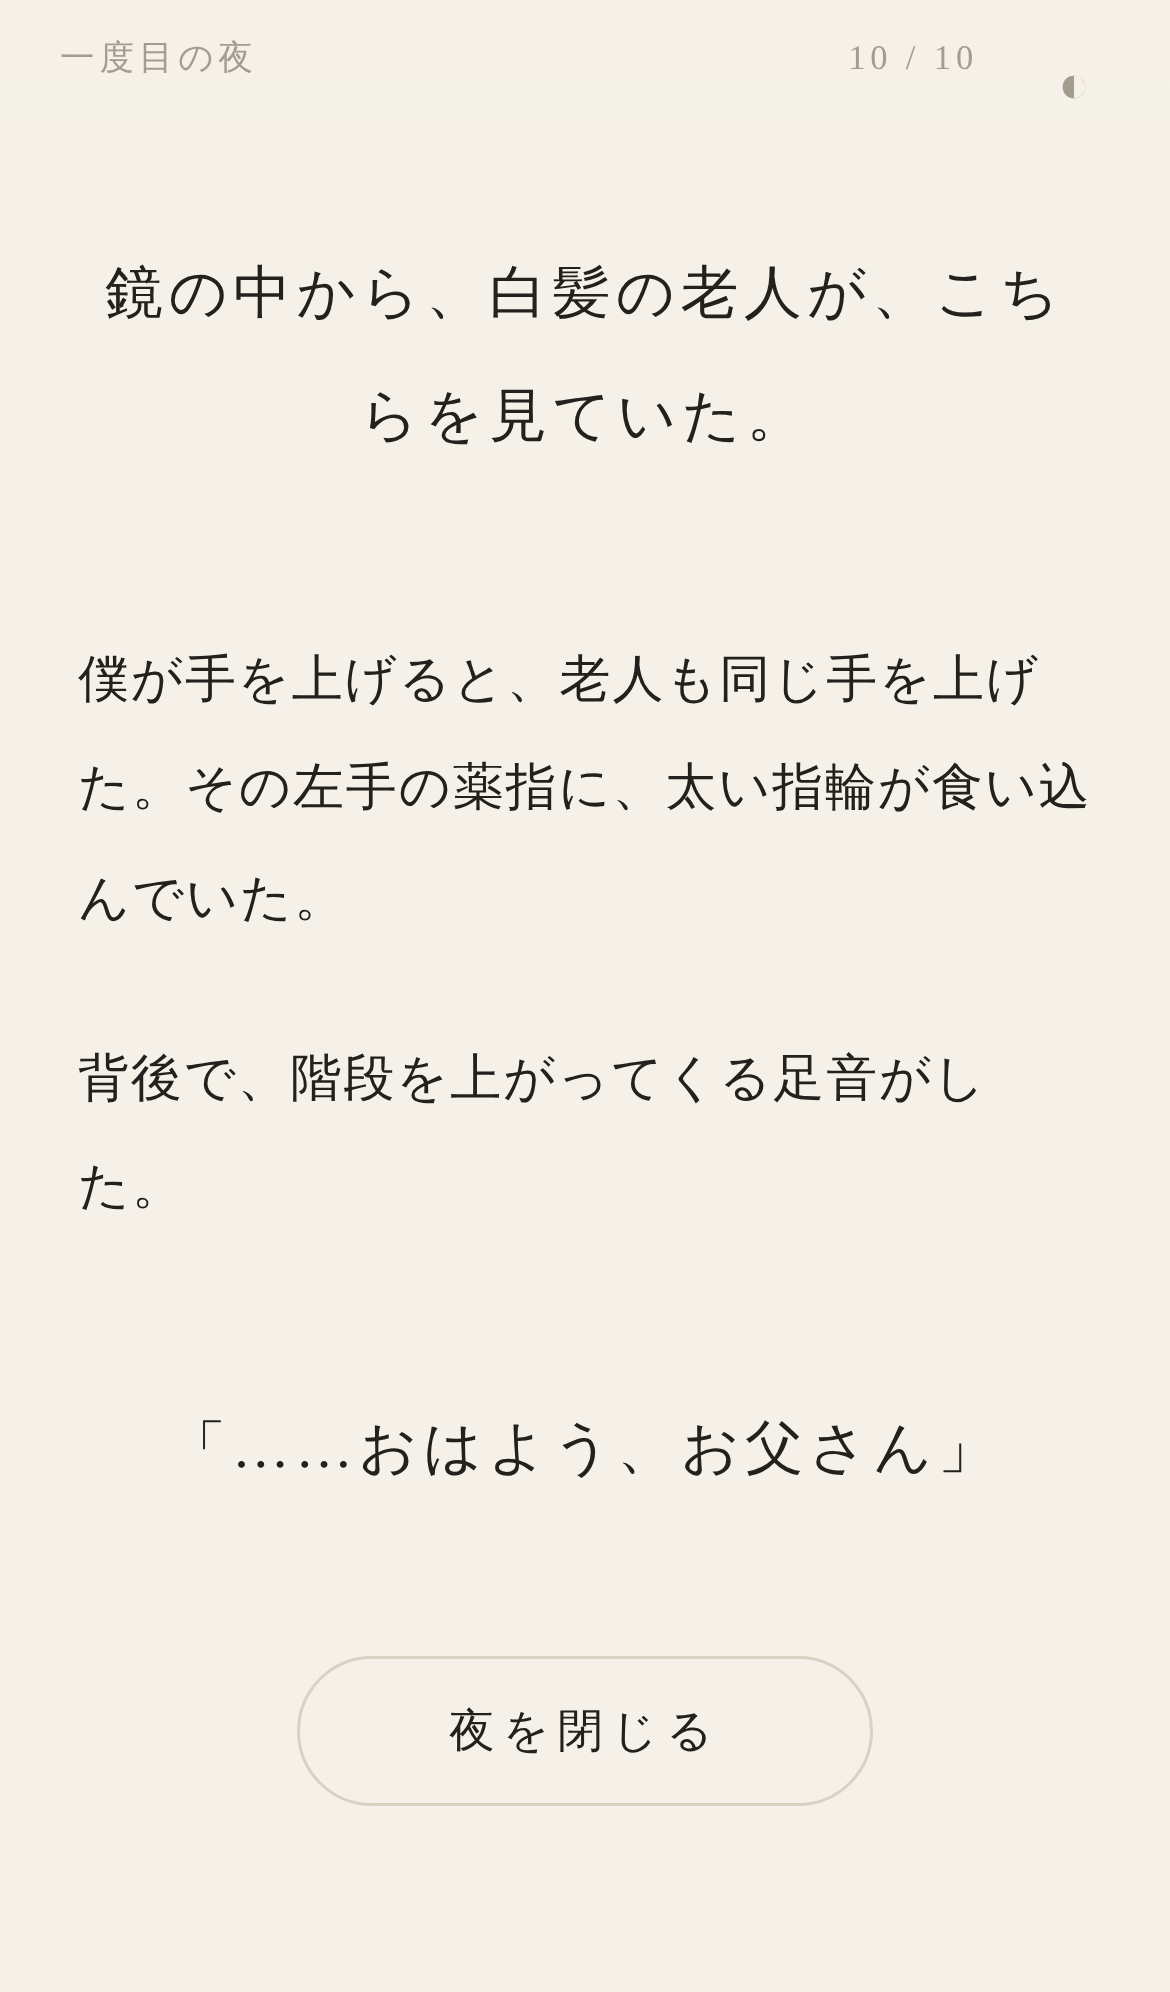 一度目の夜
10 / 10
鏡の中から、白髪の老人が、こち
らを見ていた。
僕が手を上げると、老人も同じ手を上げ
た。その左手の薬指に、太い指輪が食い込
んでいた。
背後で、階段を上がってくる足音がし
た。
「……おはよう、お父さん」
夜を閉じる